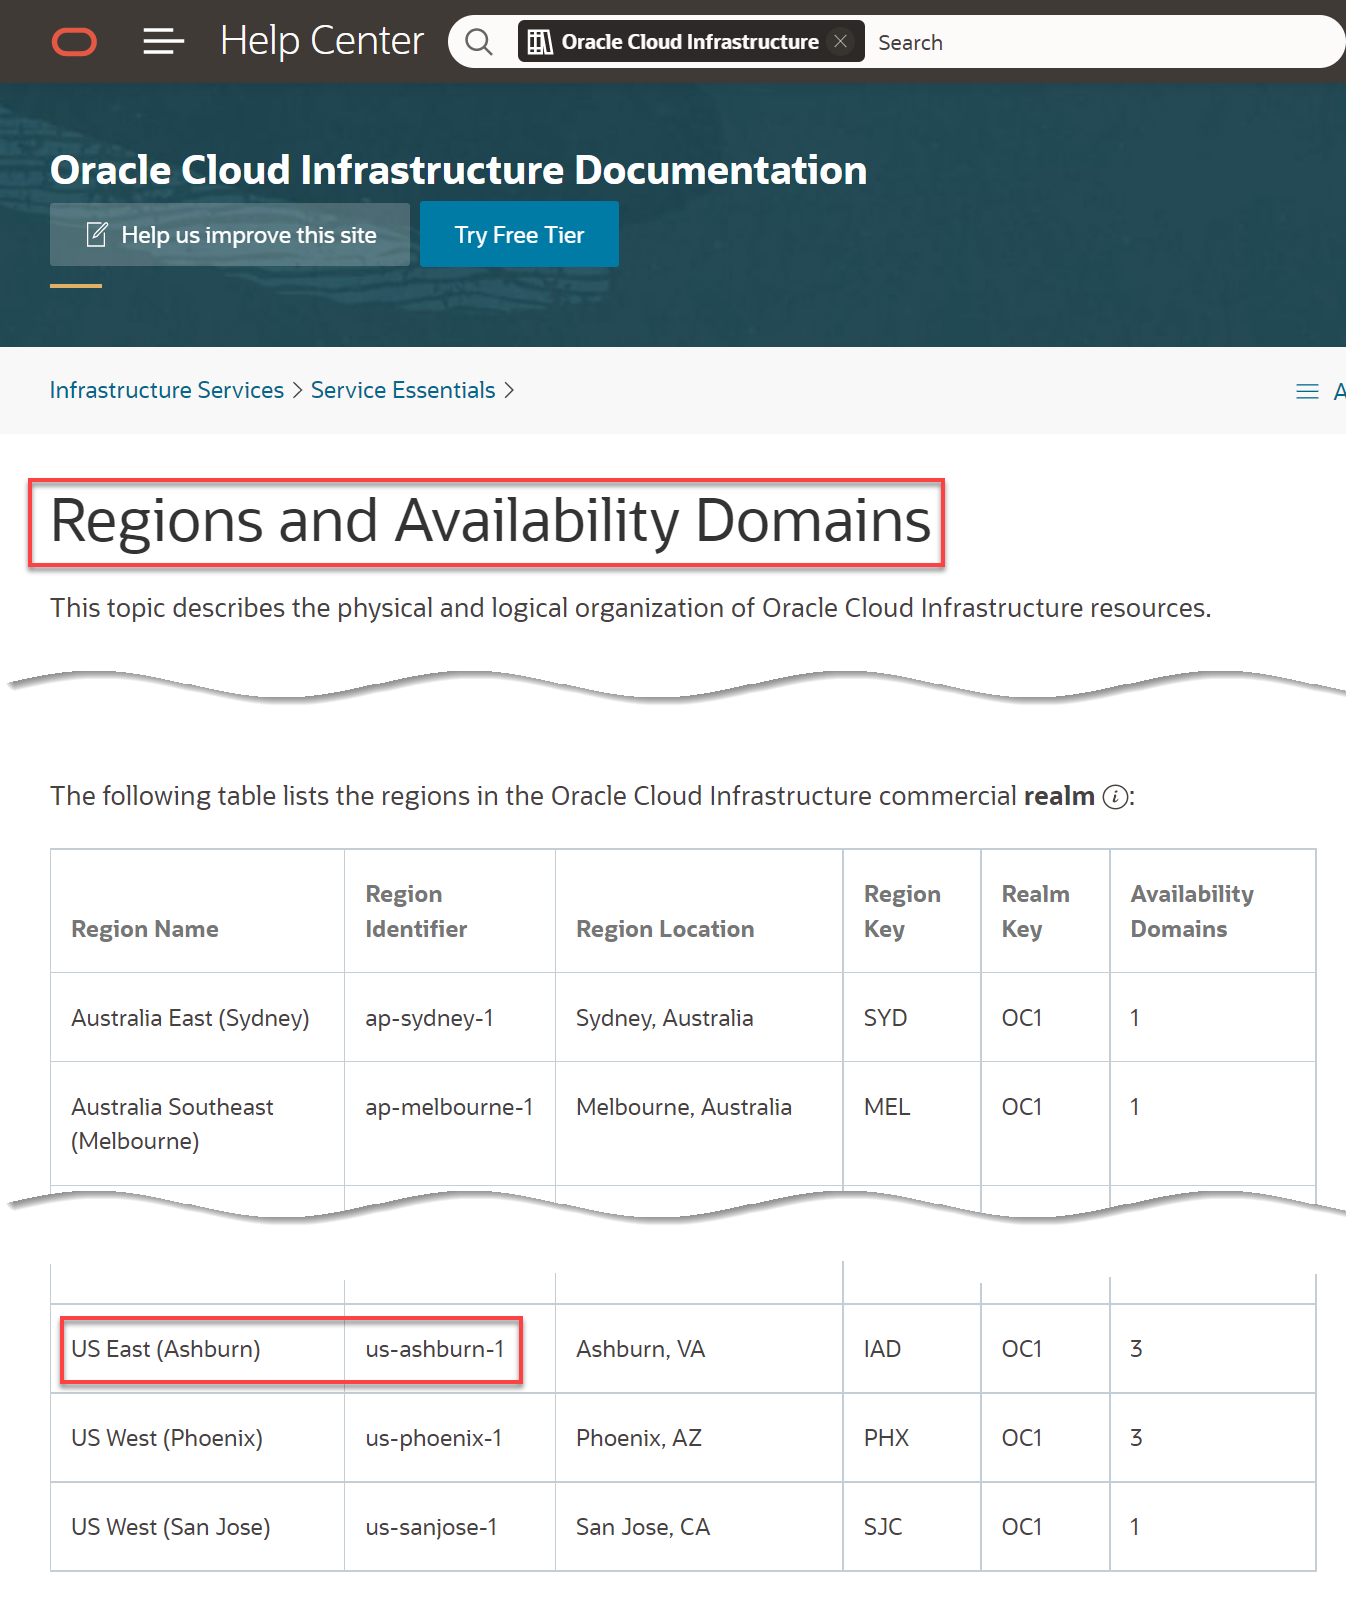 Help Center
Oracle Cloud Infrastructure
Search
Oracle Cloud Infrastructure Documentation
Help us improve this site
Try Free Tier
Infrastructure Services > Service Essentials >
A
Regions and Availability Domains
This topic describes the physical and logical organization of Oracle Cloud Infrastructure resources.
The following table lists the regions in the Oracle Cloud Infrastructure commercial realm i:
Region Name Region Identifier Region Location Region Key Realm Key Availability Domains
Australia East (Sydney) ap-sydney-1 Sydney, Australia SYD OC1 1
Australia Southeast (Melbourne) ap-melbourne-1 Melbourne, Australia MEL OC1 1
US East (Ashburn) us-ashburn-1 Ashburn, VA IAD OC1 3
US West (Phoenix) us-phoenix-1 Phoenix, AZ PHX OC1 3
US West (San Jose) us-sanjose-1 San Jose, CA SJC OC1 1